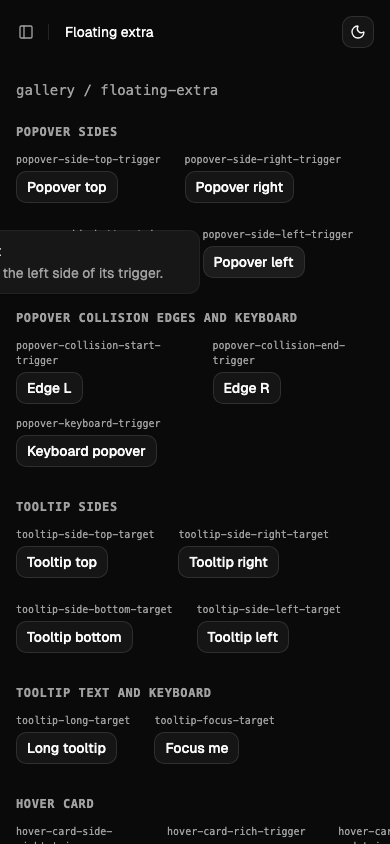 Floating extra
gallery / floating-extra
POPOVER SIDES
popover-side-top-trigger
popover-side-right-trigger
Popover top
Popover right
popover-side-left-trigger
the left side of its trigger.
Popover left
POPOVER COLLISION EDGES AND KEYBOARD
popover-collision-start-
trigger
popover-collision-end-
trigger
Edge L
Edge R
popover-keyboard-trigger
Keyboard popover
TOOLTIP SIDES
tooltip-side-top-target
tooltip-side-right-target
Tooltip top
Tooltip right
tooltip-side-bottom-target
tooltip-side-left-target
Tooltip bottom
Tooltip left
TOOLTIP TEXT AND KEYBOARD
tooltip-long-target
tooltip-focus-target
Long tooltip
Focus me
HOVER CARD
hover-card-side-
hover-card-rich-trigger